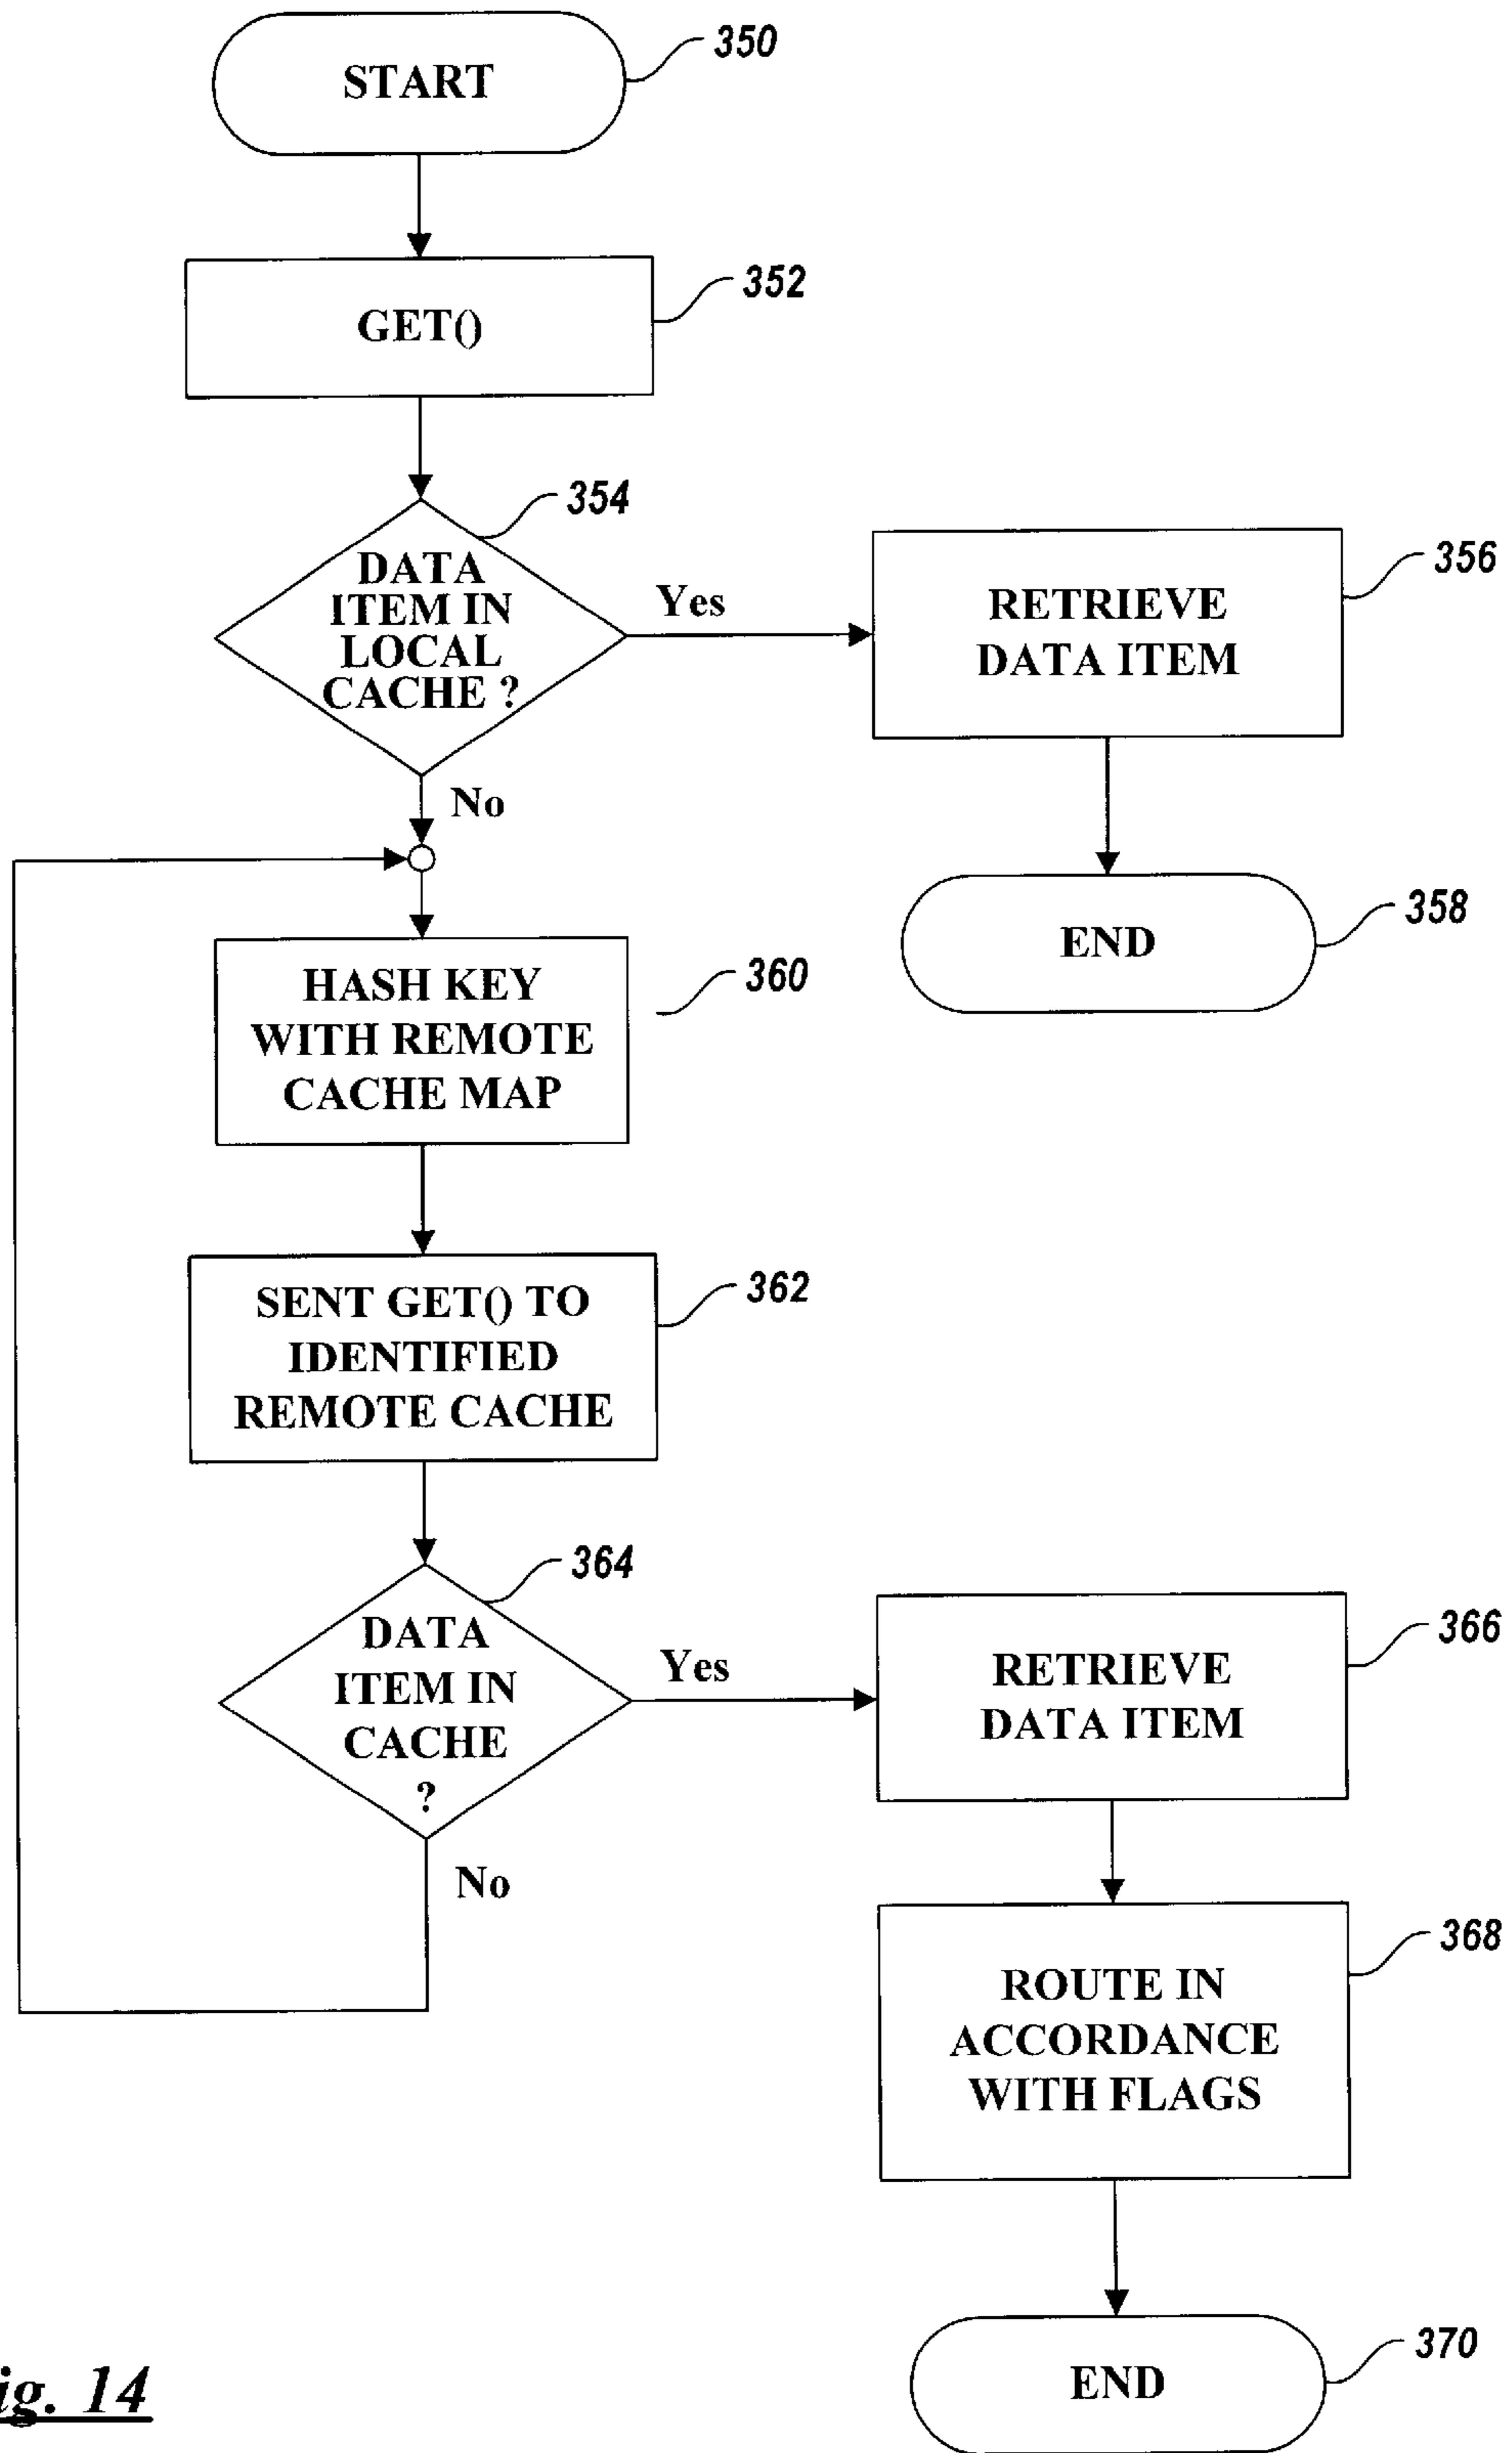 START
350
GET()
352
354
DATA
ITEM IN
LOCAL
CACHE ?
Yes
RETRIEVE
DATA ITEM
356
No
END
358
HASH KEY
WITH REMOTE
CACHE MAP
360
SENT GET() TO
IDENTIFIED
REMOTE CACHE
362
364
DATA
ITEM IN
CACHE
?
Yes
RETRIEVE
DATA ITEM
366
No
ROUTE IN
ACCORDANCE
WITH FLAGS
368
END
370
ig. 14